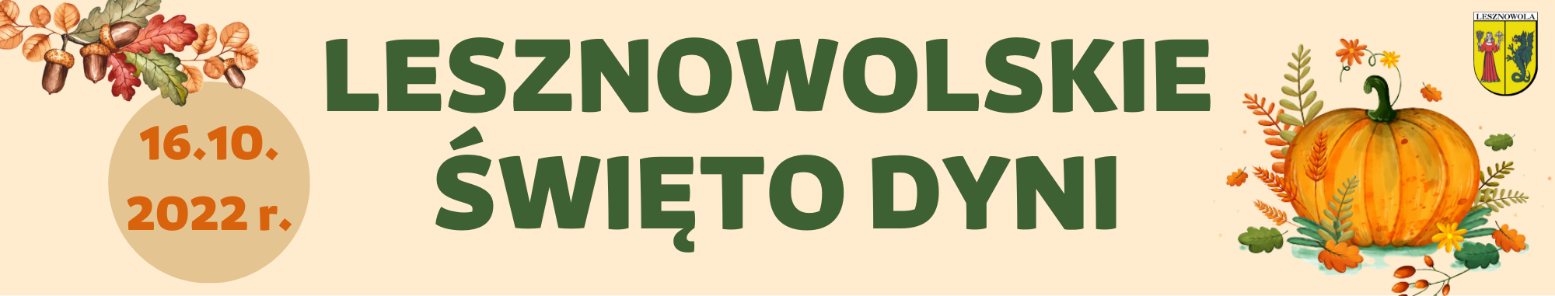 LESZNOWOLSKIE
ŚWIĘTO DYNI
16.10.
2022 r.
LESZNOWOLA